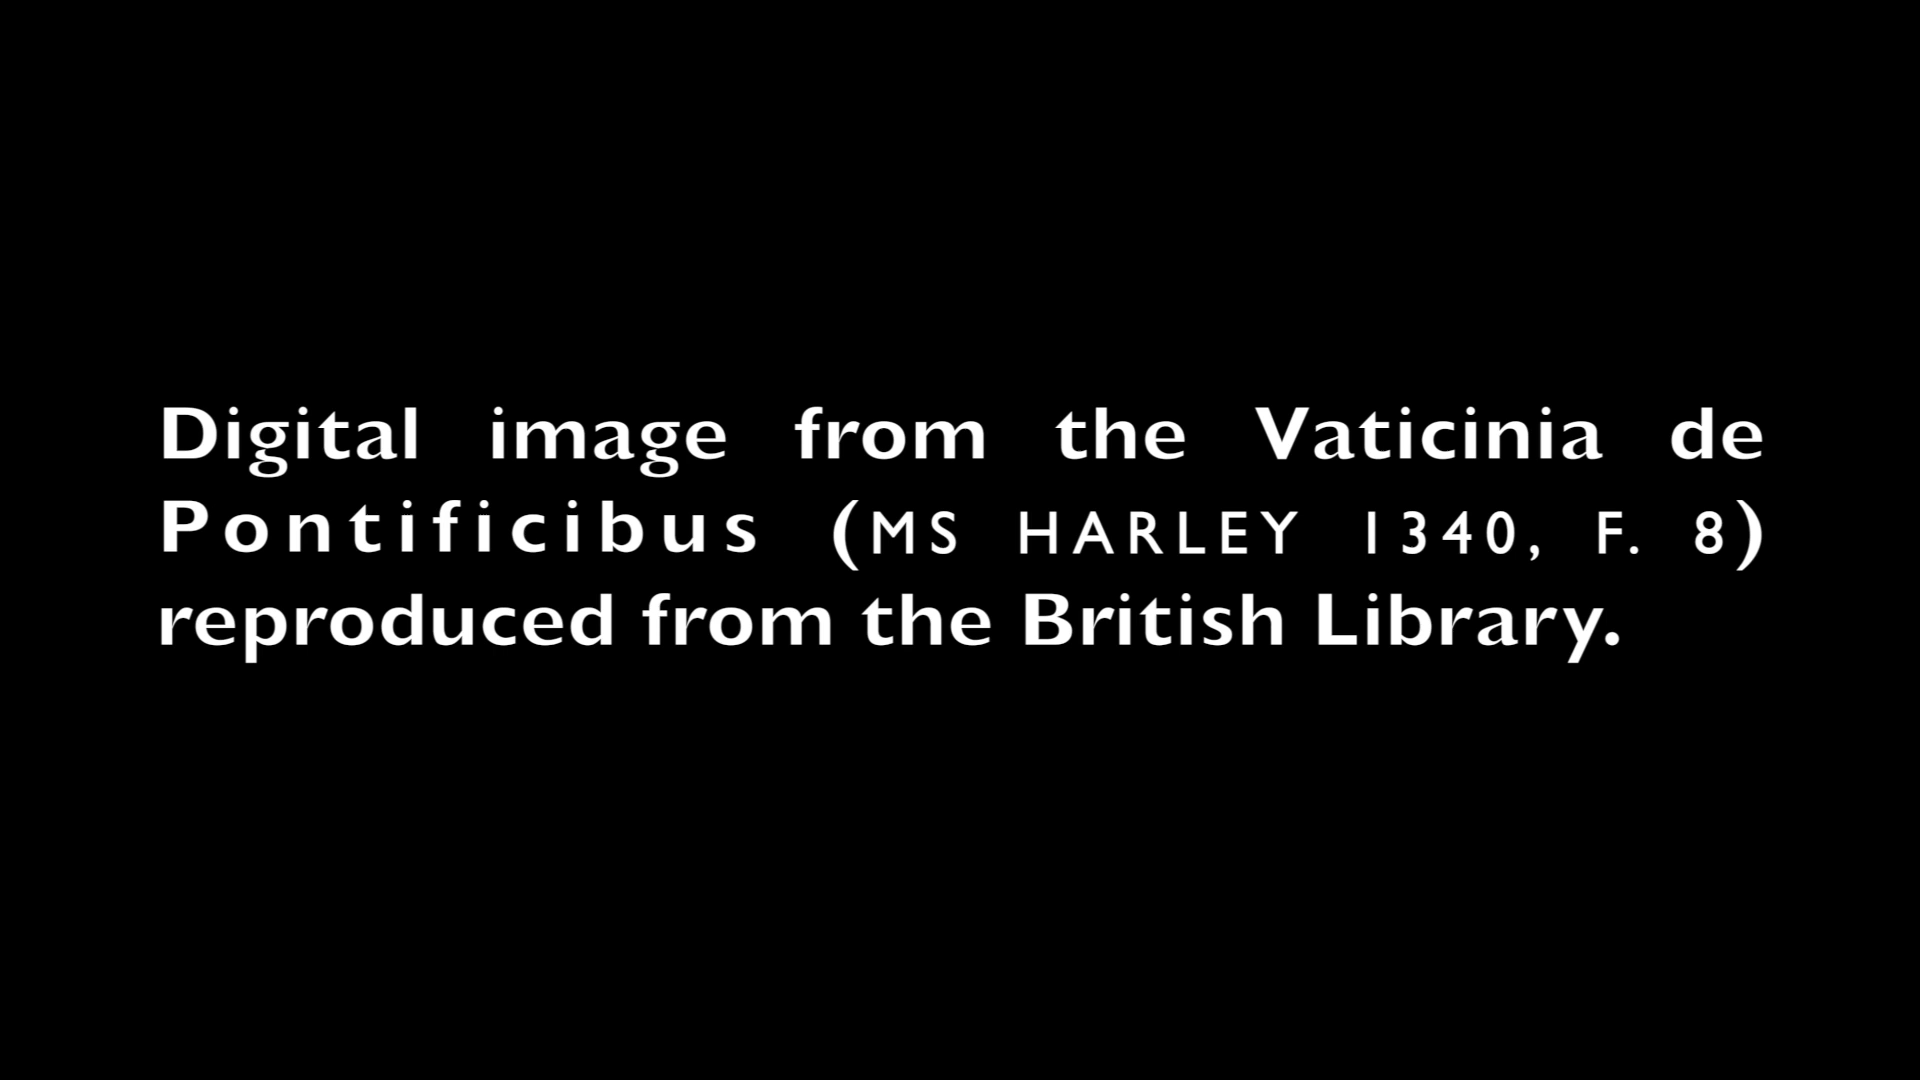 Digital image from the Vaticinia de
Pontificibus (MS HARLEY 1340, F. 8)
reproduced from the British Library.